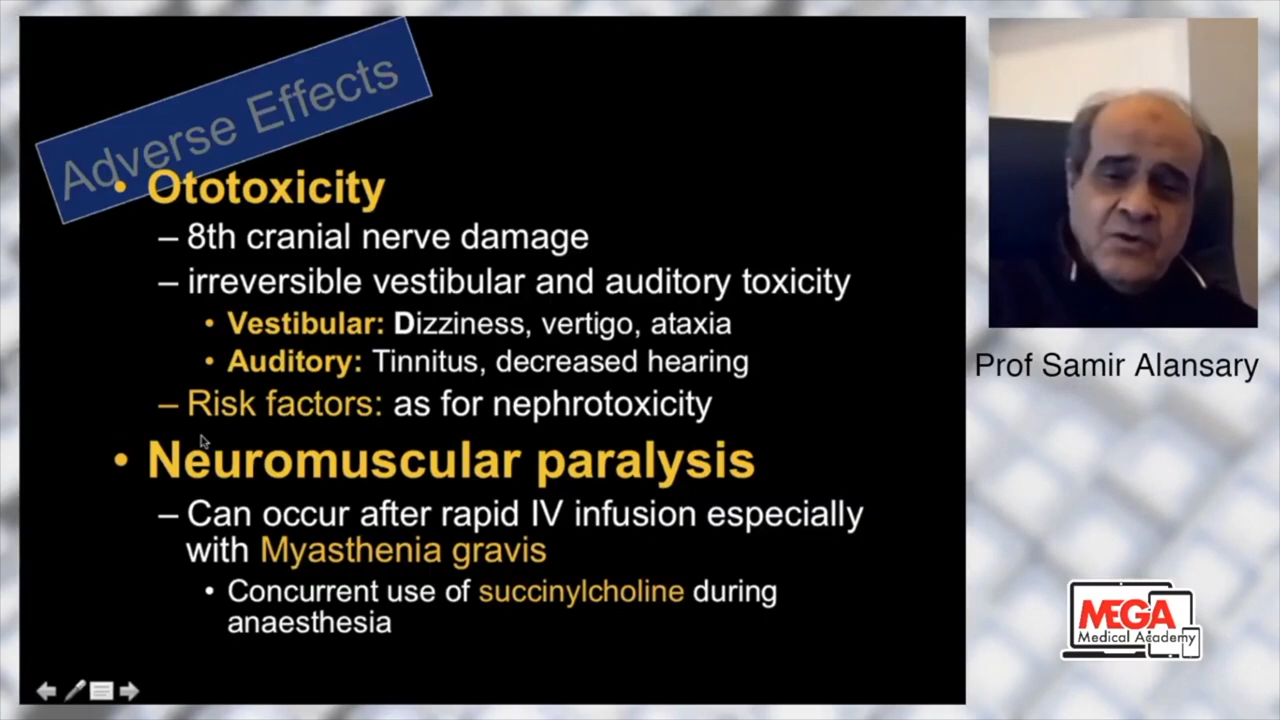 Adverse Effects
• Ototoxicity
– 8th cranial nerve damage
– irreversible vestibular and auditory toxicity
• Vestibular: Dizziness, vertigo, ataxia
• Auditory: Tinnitus, decreased hearing
– Risk factors: as for nephrotoxicity
• Neuromuscular paralysis
– Can occur after rapid IV infusion especially
with Myasthenia gravis
• Concurrent use of succinylcholine during
anaesthesia
Prof Samir Alansary
MEGA
Medical Academy